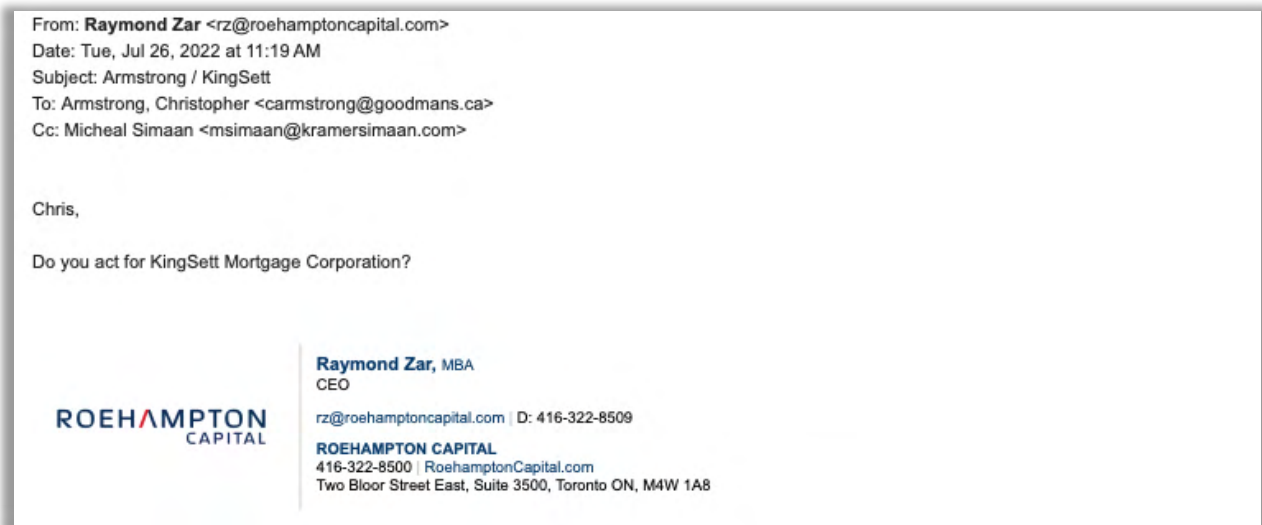 From: Raymond Zar <rz@roehamptoncapital.com>
Date: Tue, Jul 26, 2022 at 11:19 AM
Subject: Armstrong / KingSett
To: Armstrong, Christopher <carmstrong@goodmans.ca>
Cc: Micheal Simaan <msimaan@kramersimaan.com>
Chris,
Do you act for KingSett Mortgage Corporation?
ROEHAMPTON
CAPITAL
Raymond Zar, MBA
CEO
rz@roehamptoncapital.com | D: 416-322-8509
ROEHAMPTON CAPITAL
416-322-8500 | RoehamptonCapital.com
Two Bloor Street East, Suite 3500, Toronto ON, M4W 1A8